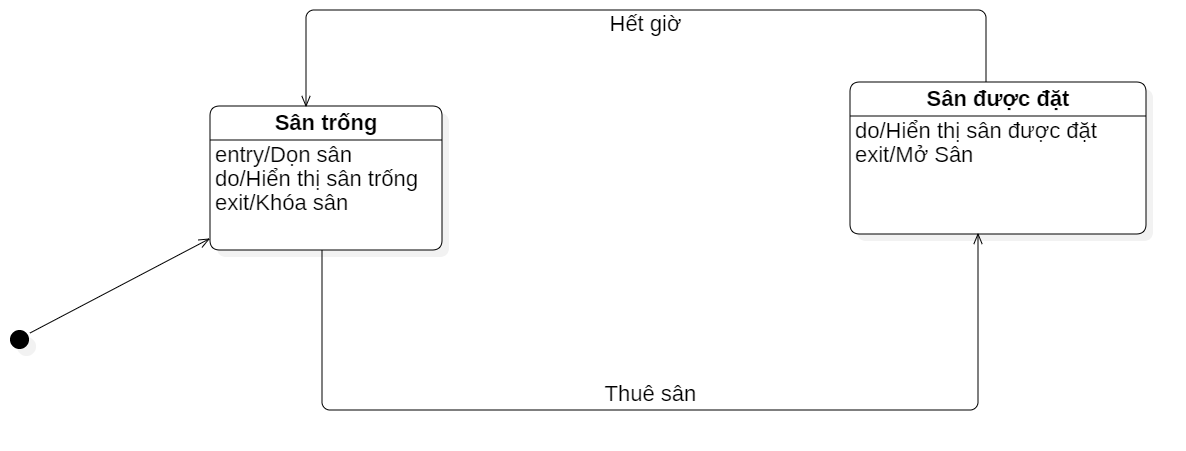 Hết giờ
Sân trống
entry/Dọn sân
do/Hiển thị sân trống
exit/Khóa sân
Sân được đặt
do/Hiển thị sân được đặt
exit/Mở Sân
Thuê sân